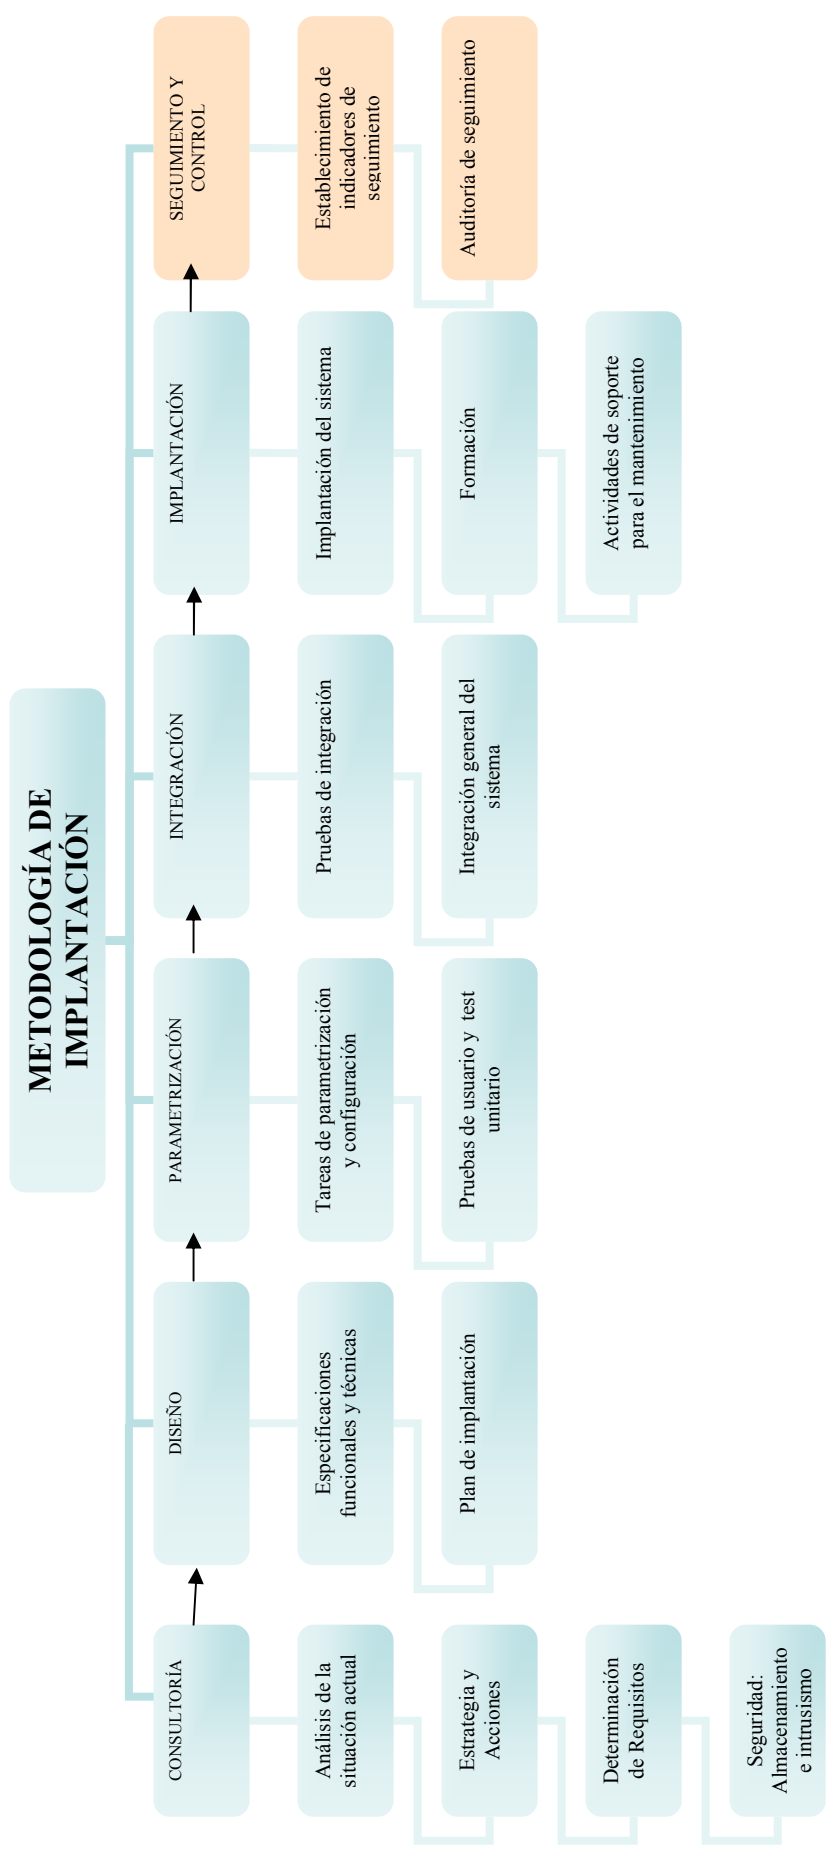 METODOLOGÍA DE
IMPLANTACIÓN
CONSULTORÍA
Análisis de la
situación actual
Estrategia y
Acciones
Determinación
de Requisitos
Seguridad:
Almacenamiento
e intrusismo
DISEÑO
Especificaciones
funcionales y técnicas
Plan de implantación
PARAMETRIZACIÓN
Tareas de parametrización
y configuración
Pruebas de usuario y test
unitario
INTEGRACIÓN
Pruebas de integración
Integración general del
sistema
IMPLANTACIÓN
Implantación del sistema
Formación
Actividades de soporte
para el mantenimiento
SEGUIMIENTO Y
CONTROL
Establecimiento de
indicadores de
seguimiento
Auditoría de seguimiento